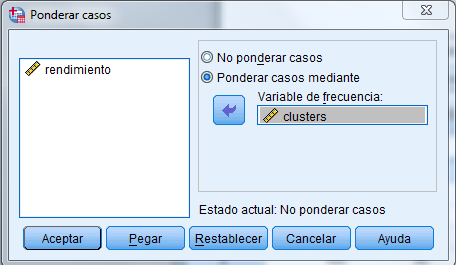 Ponderar casos
rendimiento
No ponderar casos
Ponderar casos mediante
Variable de frecuencia:
clusters
Estado actual: No ponderar casos
Aceptar
Pegar
Restablecer
Cancelar
Ayuda